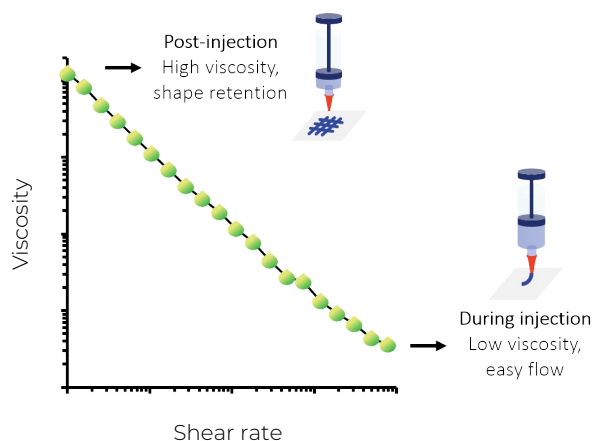 Post-injection
High viscosity,
shape retention
Viscosity
During injection
Low viscosity,
easy flow
Shear rate